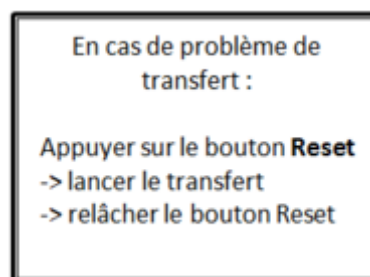 En cas de problème de
transfert :
Appuyer sur le bouton Reset
-> lancer le transfert
-> relâcher le bouton Reset